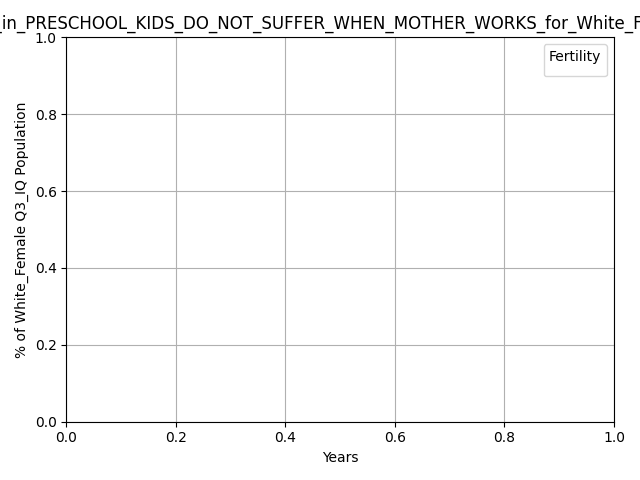 _in_PRESCHOOL_KIDS_DO_NOT_SUFFER_WHEN_MOTHER_WORKS_for_White_F
Fertility
% of White_Female Q3_IQ Population
1.0
0.8
0.6
0.4
0.2
0.0
0.0 0.2 0.4 0.6 0.8 1.0
Years